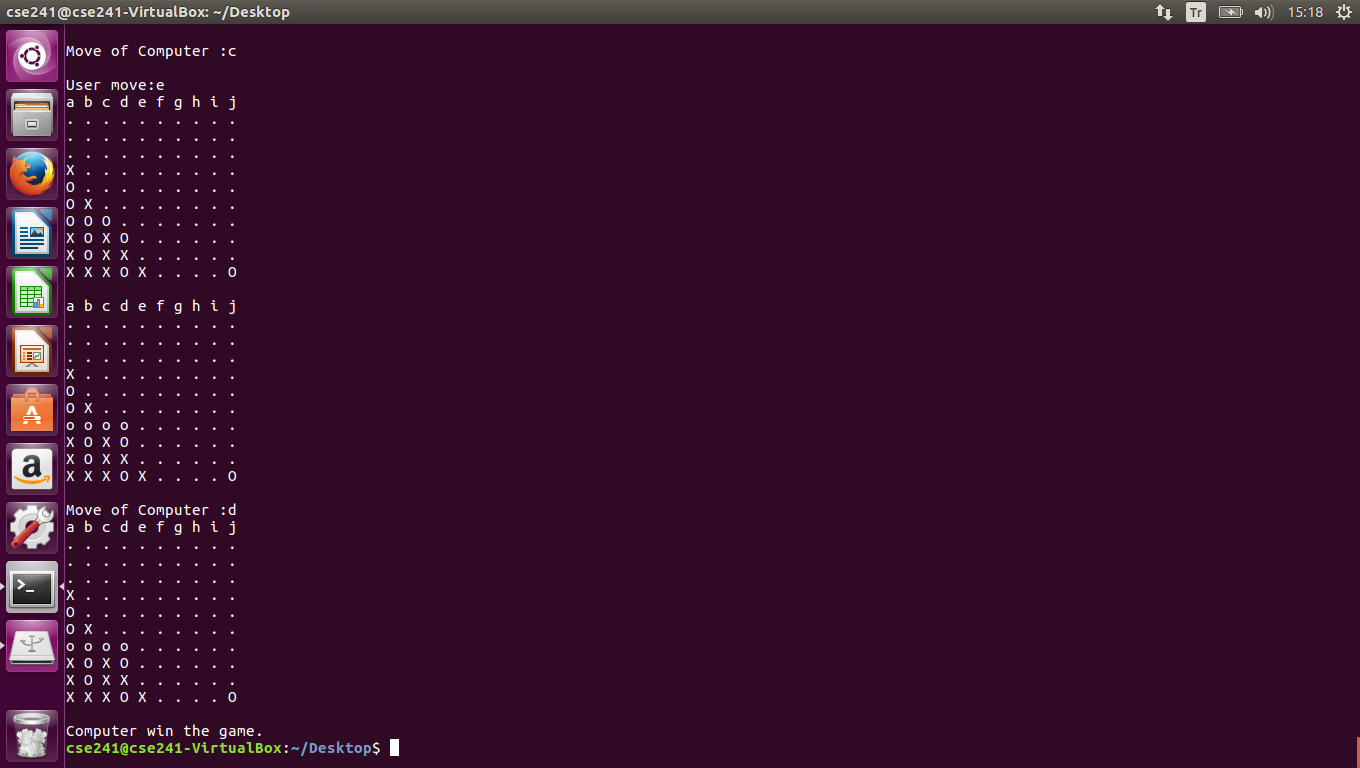 cse241@cse241-VirtualBox: ~/Desktop
Tr
15:18
Move of Computer :c
User move:e
a b c d e f g h i j
. . . . . . . . . .
. . . . . . . . . .
. . . . . . . . . .
X . . . . . . . . .
O . . . . . . . . .
O X . . . . . . . .
O O O . . . . . . .
X O X O . . . . . .
X O X X . . . . . .
X X X O X . . . . O
a b c d e f g h i j
. . . . . . . . . .
. . . . . . . . . .
. . . . . . . . . .
X . . . . . . . . .
O . . . . . . . . .
O X . . . . . . . .
o o o o . . . . . .
X O X O . . . . . .
X O X X . . . . . .
X X X O X . . . . O
Move of Computer :d
a b c d e f g h i j
. . . . . . . . . .
. . . . . . . . . .
. . . . . . . . . .
X . . . . . . . . .
O . . . . . . . . .
O X . . . . . . . .
o o o o . . . . . .
X O X O . . . . . .
X O X X . . . . . .
X X X O X . . . . O
Computer win the game.
cse241@cse241-VirtualBox:~/Desktop$